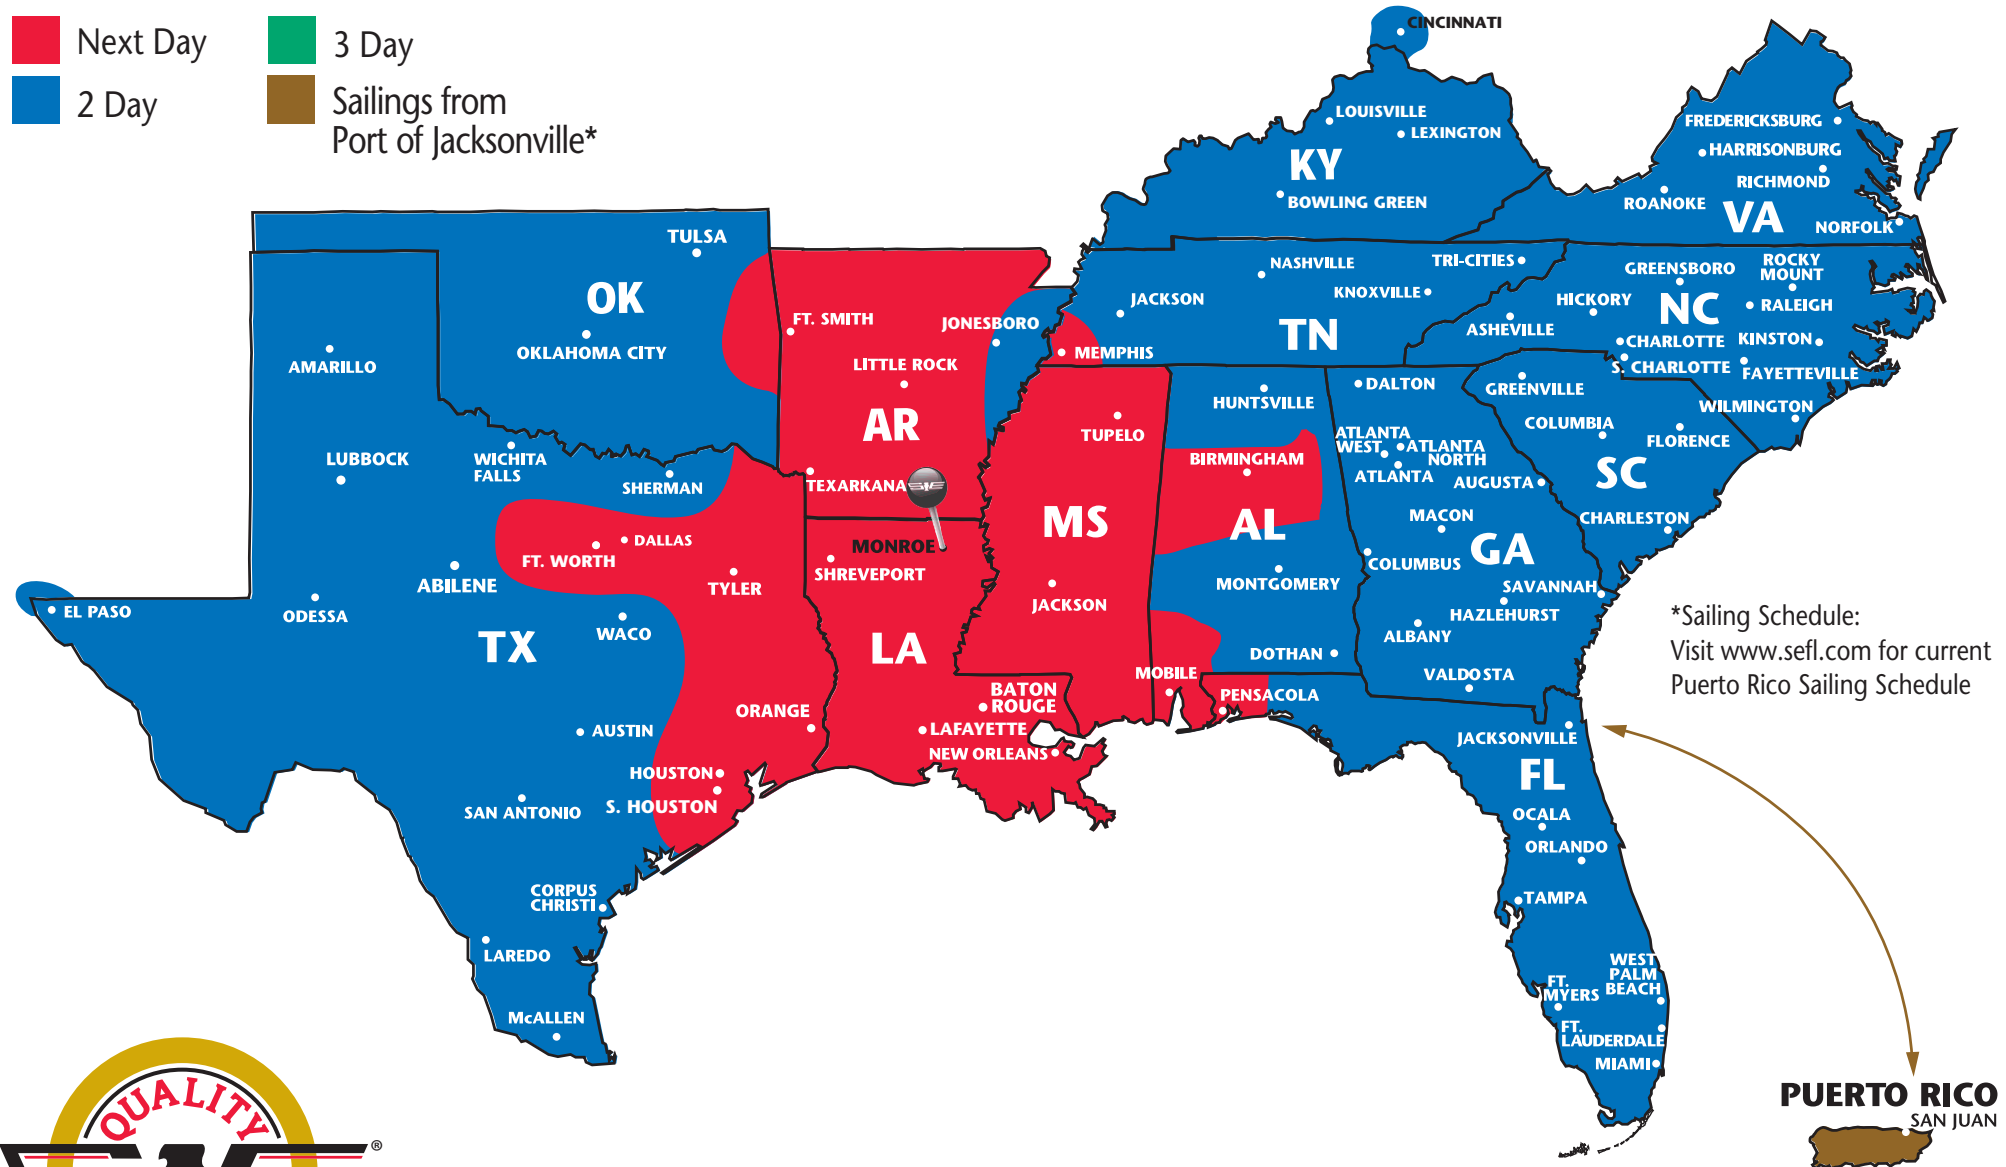 Next Day
3 Day
2 Day
Sailings from
Port of Jacksonville*
CINCINNATI
LOUISVILLE
LEXINGTON
KY
BOWLING GREEN
FREDERICKSBURG
HARRISONBURG
RICHMOND
ROANOKE
VA
NORFOLK
TULSA
OK
OKLAHOMA CITY
AMARILLO
FT. SMITH
JONESBORO
LITTLE ROCK
AR
TEXARKANA
NASHVILLE
TRI-CITIES
JACKSON
KNOXVILLE
TN
MEMPHIS
GREENSBORO
ROCKY
MOUNT
HICKORY
NC
RALEIGH
ASHEVILLE
CHARLOTTE
KINSTON
S. CHARLOTTE
FAYETTEVILLE
WILMINGTON
GREENVILLE
COLUMBIA
FLORENCE
SC
CHARLESTON
DALTON
ATLANTA
WEST
ATLANTA
NORTH
ATLANTA
AUGUSTA
MACON
GA
COLUMBUS
SAVANNAH
HAZLEHURST
ALBANY
VALDOSTA
HUNTSVILLE
BIRMINGHAM
AL
MONTGOMERY
DOTHAN
MOBILE
TUPELO
MS
JACKSON
LUBBOCK
WICHITA
FALLS
SHERMAN
DALLAS
FT. WORTH
TYLER
ABILENE
EL PASO
ODESSA
WACO
TX
AUSTIN
ORANGE
HOUSTON
S. HOUSTON
SAN ANTONIO
CORPUS
CHRISTI
LAREDO
McALLEN
MONROE
SHREVEPORT
LA
BATON
ROUGE
LAFAYETTE
NEW ORLEANS
PENSACOLA
JACKSONVILLE
FL
OCALA
ORLANDO
TAMPA
WEST
PALM
BEACH
FT.
MYERS
FT.
LAUDERDALE
MIAMI
*Sailing Schedule:
Visit www.sefl.com for current
Puerto Rico Sailing Schedule
PUERTO RICO
SAN JUAN
QUALITY
®